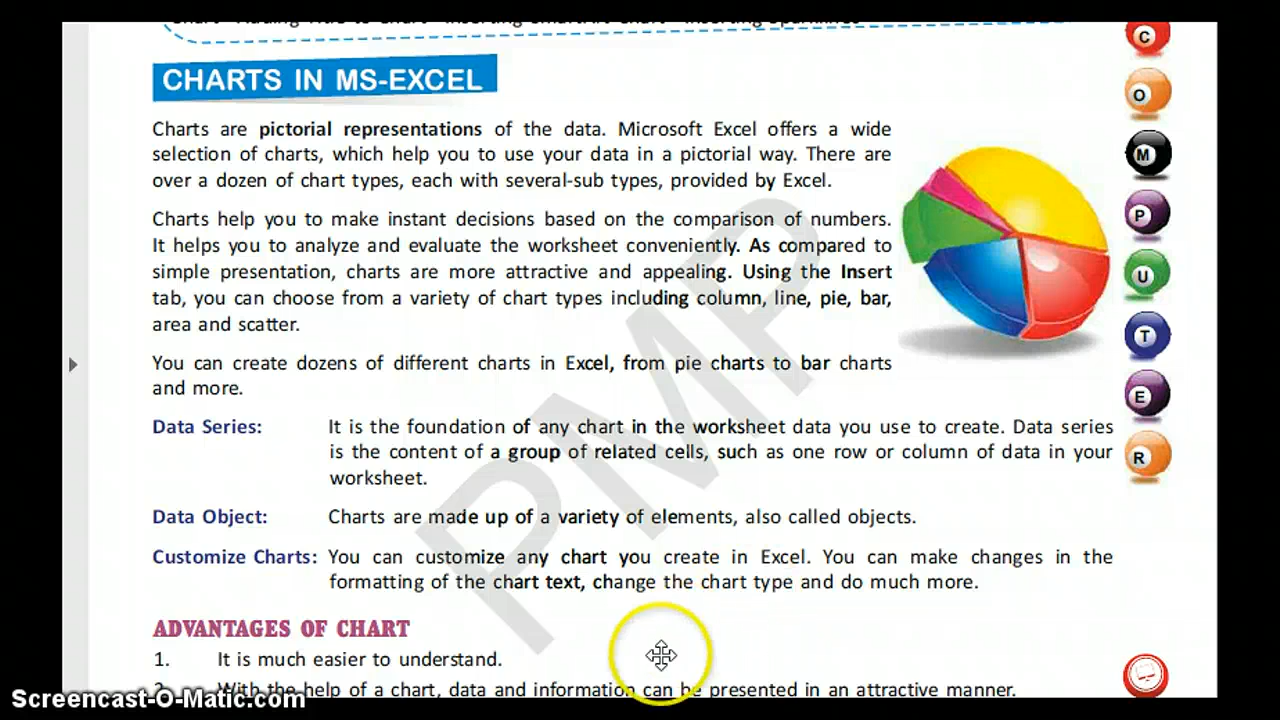 Chart - Adding Title to Chart - Inserting SmartArt Chart - Inserting Sparklines
CHARTS IN MS-EXCEL
Charts are pictorial representations of the data. Microsoft Excel offers a wide
selection of charts, which help you to use your data in a pictorial way. There are
over a dozen of chart types, each with several-sub types, provided by Excel.
Charts help you to make instant decisions based on the comparison of numbers.
It helps you to analyze and evaluate the worksheet conveniently. As compared to
simple presentation, charts are more attractive and appealing. Using the Insert
tab, you can choose from a variety of chart types including column, line, pie, bar,
area and scatter.
You can create dozens of different charts in Excel, from pie charts to bar charts
and more.
Data Series: It is the foundation of any chart in the worksheet data you use to create. Data series
is the content of a group of related cells, such as one row or column of data in your
worksheet.
Data Object: Charts are made up of a variety of elements, also called objects.
Customize Charts: You can customize any chart you create in Excel. You can make changes in the
formatting of the chart text, change the chart type and do much more.
ADVANTAGES OF CHART
1. It is much easier to understand.
2. With the help of a chart, data and information can be presented in an attractive manner.
PMP
C
O
M
P
U
T
E
R
Screencast-O-Matic.com